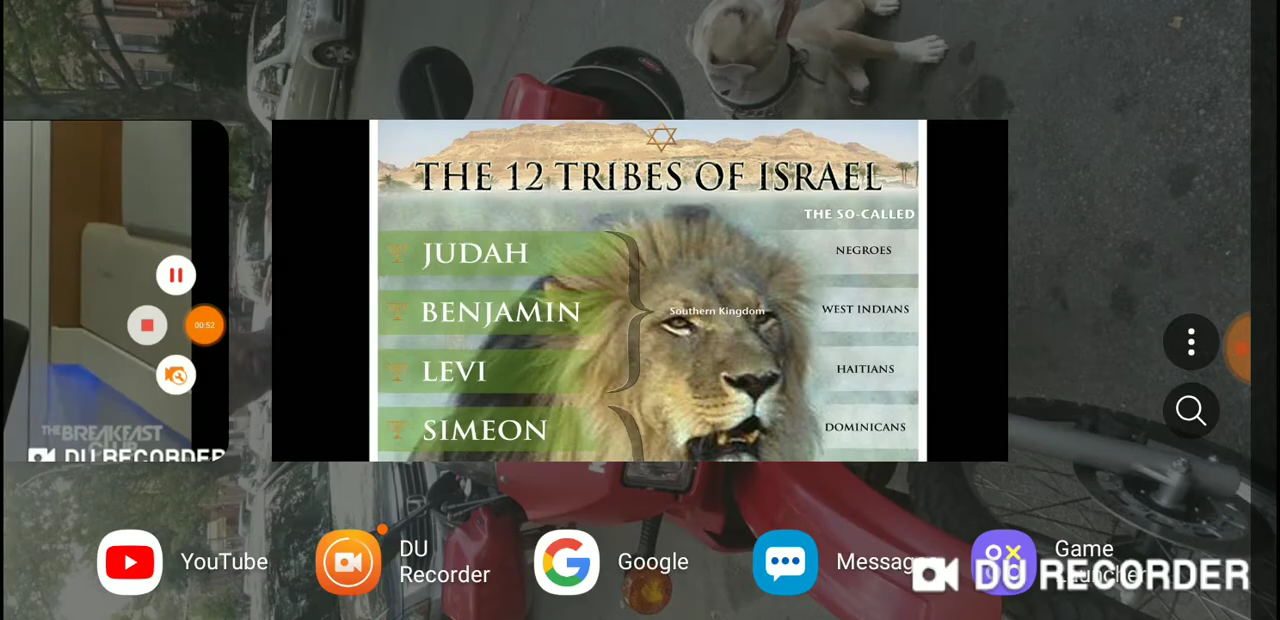 THE 12 TRIBES OF ISRAEL
THE SO-CALLED
JUDAH
NEGROES
BENJAMIN
Southern Kingdom
WEST INDIANS
LEVI
HAITIANS
SIMEON
DOMINICANS
00:52
THE BREAKFAST
DU RECORDER
YouTube
DU
Recorder
Google
Messag
Game
Launcher
DU RECORDER